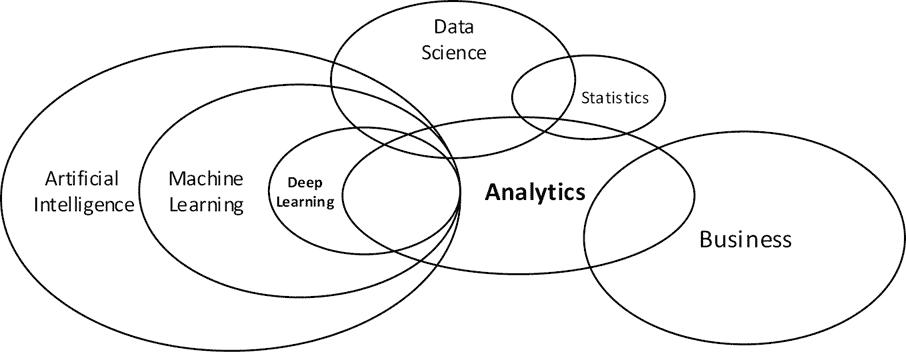 Data
Science
Statistics
Artificial
Intelligence
Machine
Learning
Deep
Learning
Analytics
Business